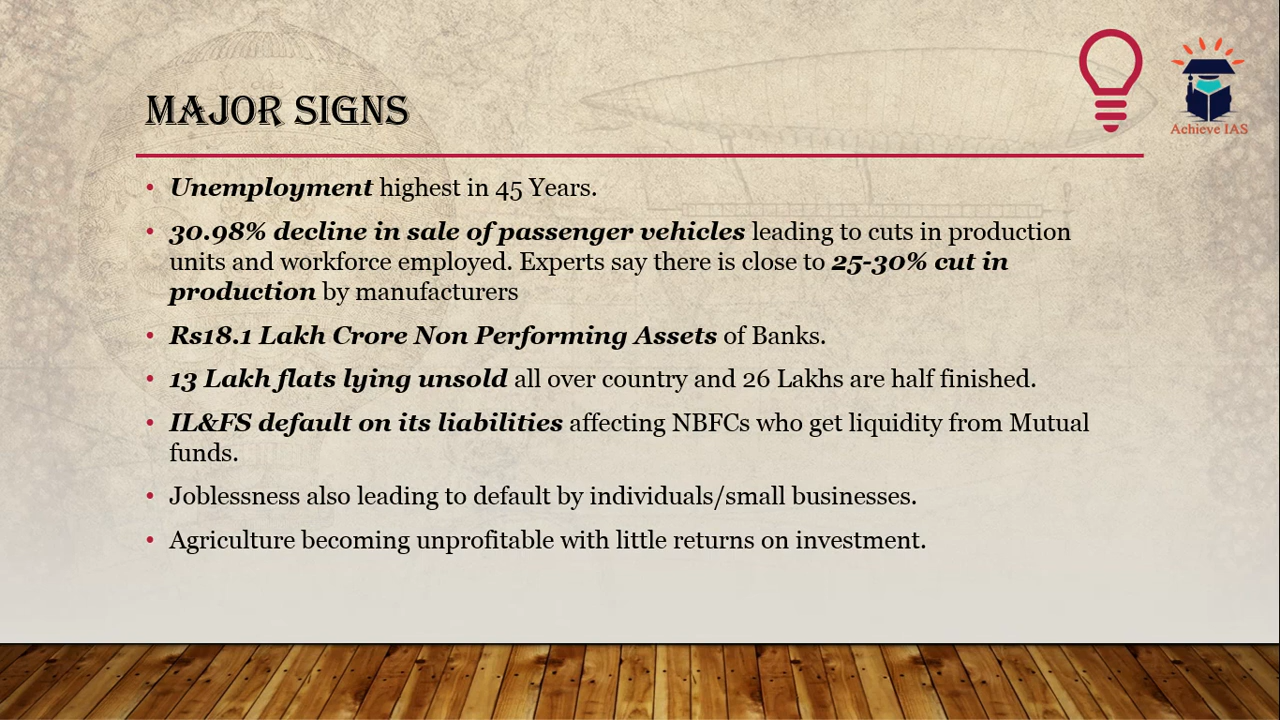 MAJOR SIGNS
Achieve IAS
• Unemployment highest in 45 Years.
• 30.98% decline in sale of passenger vehicles leading to cuts in production
units and workforce employed. Experts say there is close to 25-30% cut in
production by manufacturers
• Rs18.1 Lakh Crore Non Performing Assets of Banks.
• 13 Lakh flats lying unsold all over country and 26 Lakhs are half finished.
• IL&FS default on its liabilities affecting NBFCs who get liquidity from Mutual
funds.
• Joblessness also leading to default by individuals/small businesses.
• Agriculture becoming unprofitable with little returns on investment.